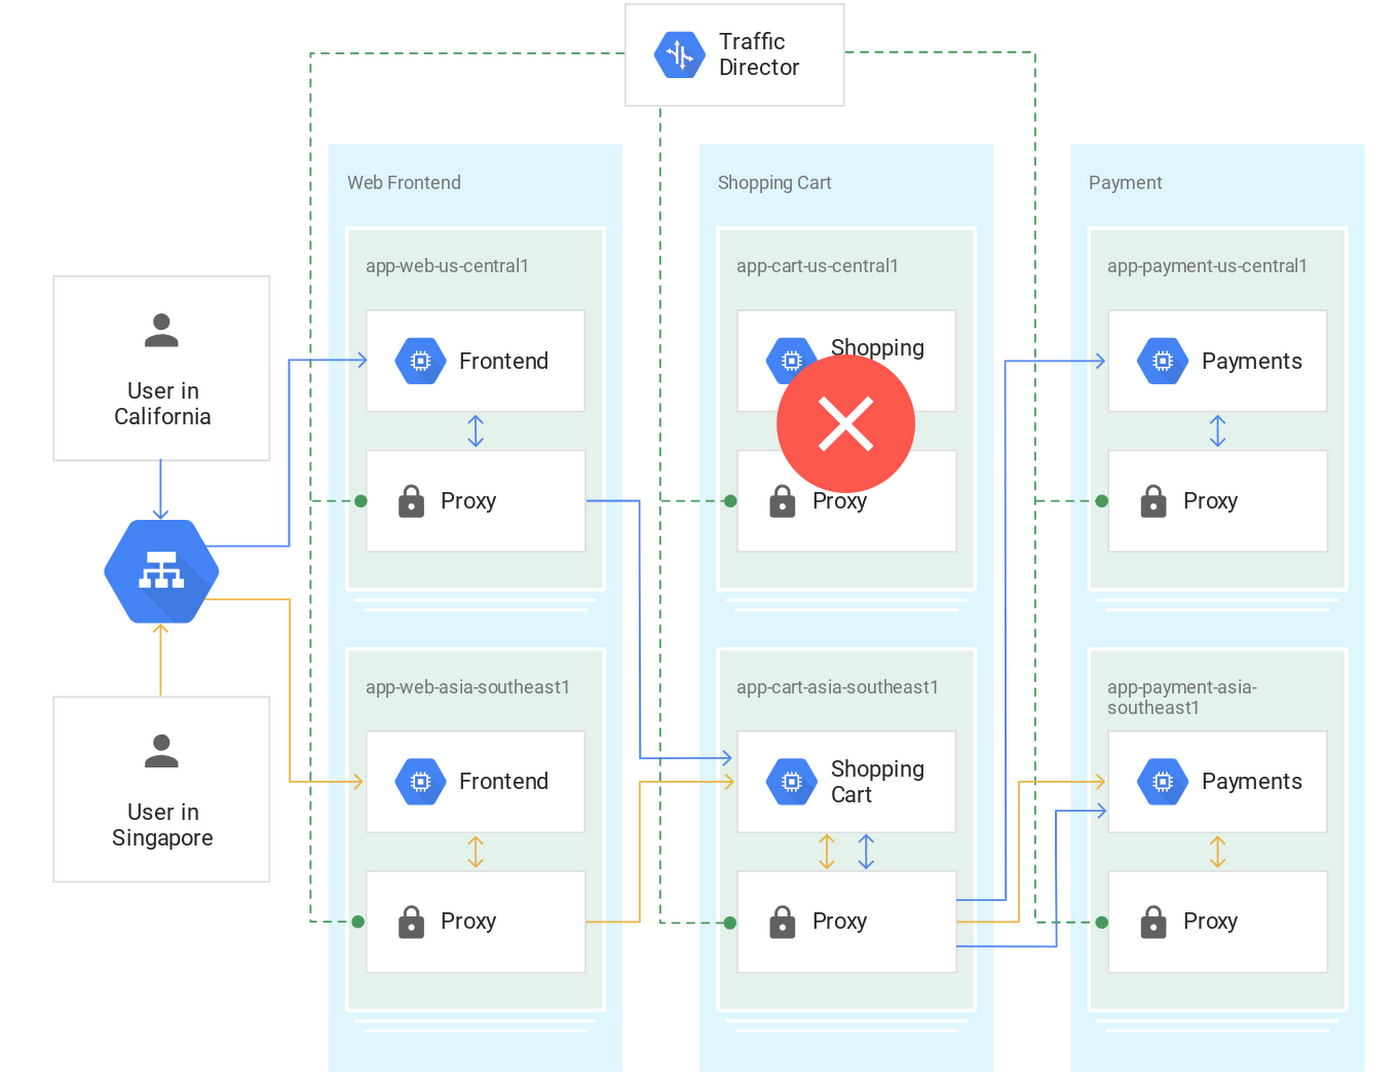 Traffic
Director
Web Frontend
Shopping Cart
Payment
app-web-us-central1
app-cart-us-central1
app-payment-us-central1
User in
California
Frontend
Shopping
Payments
Proxy
Proxy
Proxy
app-web-asia-southeast1
app-cart-asia-southeast1
app-payment-asia-
southeast1
User in
Singapore
Frontend
Shopping
Cart
Payments
Proxy
Proxy
Proxy